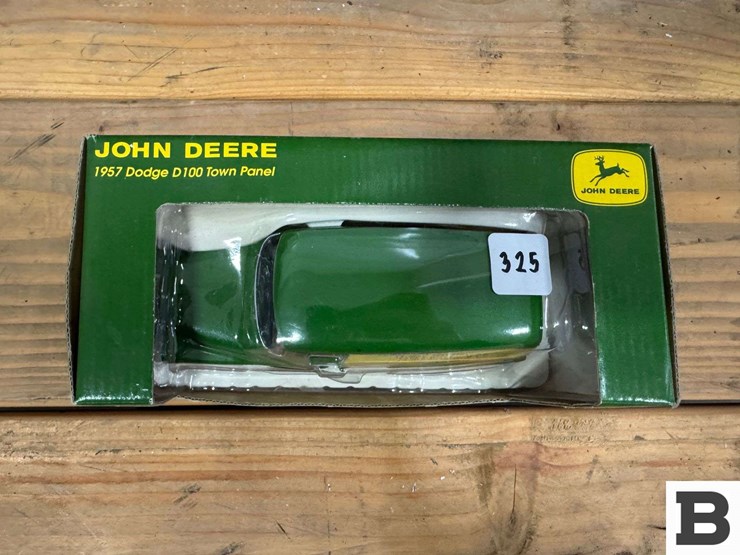 JOHN DEERE
1957 Dodge D100 Town Panel
JOHN DEERE
325
B